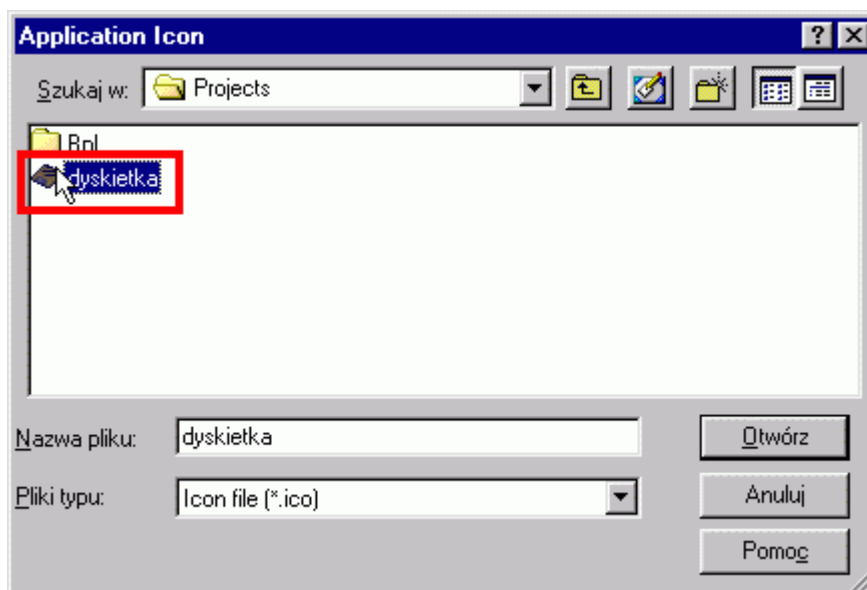 Application Icon
Szukaj w: Projects
Bpl
dyskietka
Nazwa pliku: dyskietka Otwórz
Pliki typu: Icon file (*.ico) Anuluj
Pomoc